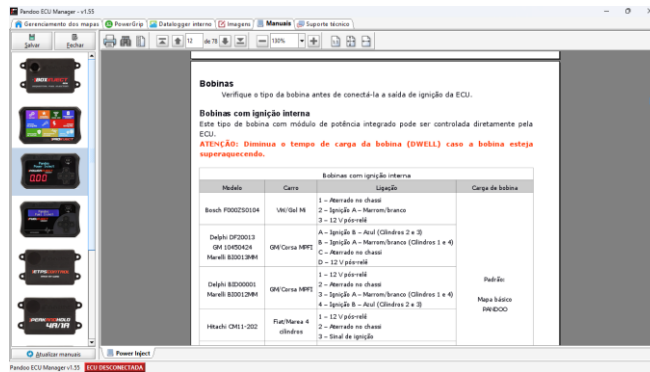 Pandoo ECU Manager - v1.55
Gerenciamento dos mapas
PowerGrip
Datalogger interno
Imagens
Manuais
Suporte técnico
Salvar
Fechar
12
de 78
100%
Bobinas
Verifique o tipo da bobina antes de conectá-la a saída de ignição da ECU.
Bobinas com ignição interna
Este tipo de bobina com módulo de potência integrado pode ser controlada diretamente pela
ECU.
ATENÇÃO: Diminua o tempo de carga da bobina (DWELL) caso a bobina esteja
superaquecendo.
Bobinas com ignição interna
Modelo
Carro
Ligação
Carga de bobina
Bosch F000ZS0104
VW/Gol Mi
1 – Aterrado no chassi
2 – Ignição A – Marrom/branco
3 – 12 V pós-relê
Delphi DF20013
GM 10450424
Marelli BI0013MM
GM/Corsa MPFI
A – Ignição B – Azul (Cilindros 2 e 3)
B – Ignição A – Marrom/branco (Cilindros 1 e 4)
C – Aterrado no chassi
D – 12 V pós-relê
Delphi BID00001
Marelli BI0012MM
GM/Corsa MPFI
1 – 12 V pós-relê
2 – Aterrado no chassi
3 – Ignição A – Marrom/branco (Cilindros 1 e 4)
4 – Ignição B – Azul (Cilindros 2 e 3)
Hitachi CM11-202
Fiat/Marea 4
cilindros
1 – 12 V pós-relê
2 – Aterrado no chassi
3 – Sinal de ignição
Padrão:
Mapa básico
PANDOO
Atualizar manuais
Power Inject
Pandoo ECU Manager v1.55
ECU DESCONECTADA